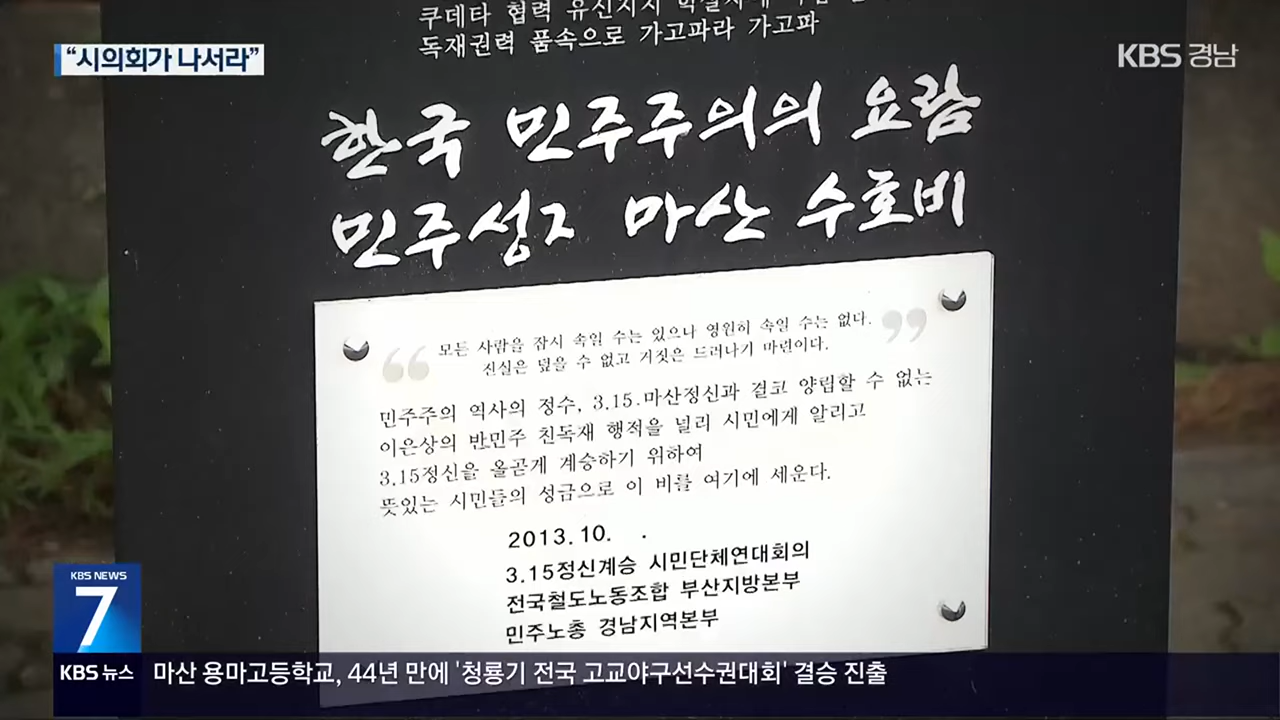 쿠데타 협력 유신지지
독재권력 품속으로 가고파라 가고파
“시의회가 나서라”
KBS 경남
한국 민주주의의 요람
민주성지 마산 수호비
“모든 사람을 잠시 속일 수는 있으나 영원히 속일 수는 없다.
진실은 덮을 수 없고 거짓은 드러나기 마련이다.”
민주주의 역사의 정수, 3.15.마산정신과 결코 양립할 수 없는
이은상의 반민주 친독재 행적을 널리 시민에게 알리고
3.15정신을 올곧게 계승하기 위하여
뜻있는 시민들의 성금으로 이 비를 여기에 세운다.
2013.10. .
3.15정신계승 시민단체연대회의
전국철도노동조합 부산지방본부
민주노총 경남지역본부
KBS NEWS
7
KBS 뉴스 마산 용마고등학교, 44년 만에 '청룡기 전국 고교야구선수권대회' 결승 진출